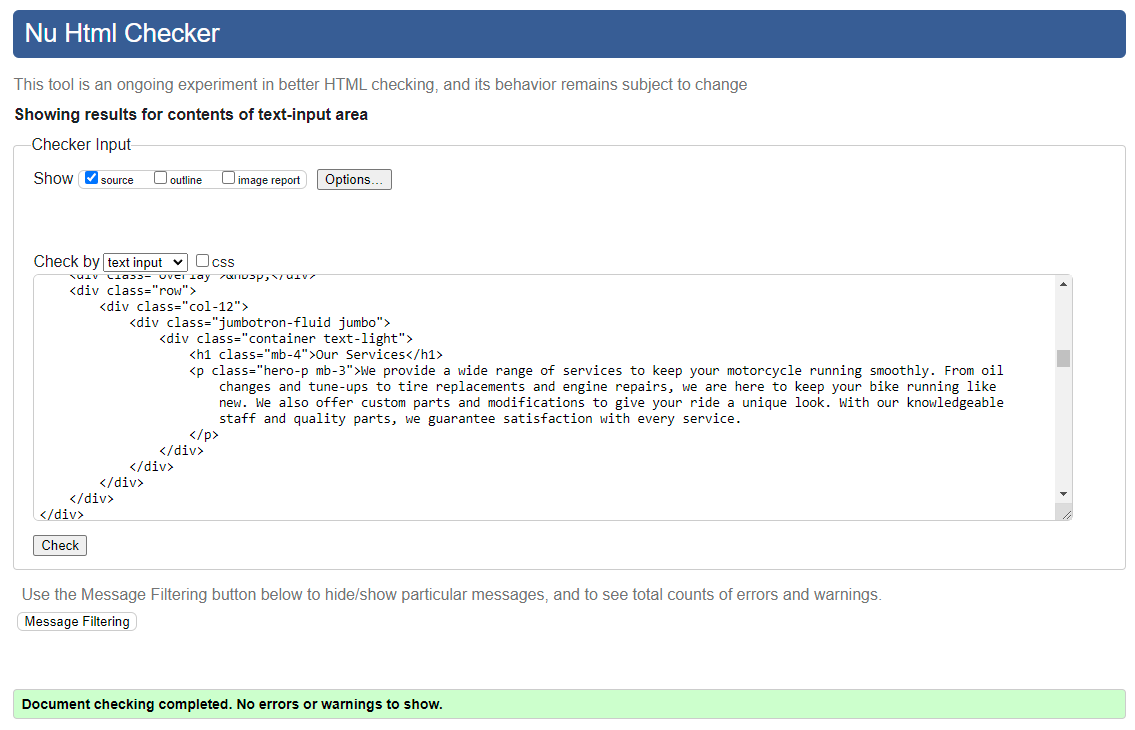 Nu Html Checker
This tool is an ongoing experiment in better HTML checking, and its behavior remains subject to change
Showing results for contents of text-input area
Checker Input
Show source outline image report Options...
Check by text input css
<div class="overlay">&nbsp;</div>
<div class="row">
<div class="col-12">
<div class="jumbotron-fluid jumbo">
<div class="container text-light">
<h1 class="mb-4">Our Services</h1>
<p class="hero-p mb-3">We provide a wide range of services to keep your motorcycle running smoothly. From oil
changes and tune-ups to tire replacements and engine repairs, we are here to keep your bike running like
new. We also offer custom parts and modifications to give your ride a unique look. With our knowledgeable
staff and quality parts, we guarantee satisfaction with every service.
</p>
</div>
</div>
</div>
</div>
</div>
Check
Use the Message Filtering button below to hide/show particular messages, and to see total counts of errors and warnings.
Message Filtering
Document checking completed. No errors or warnings to show.